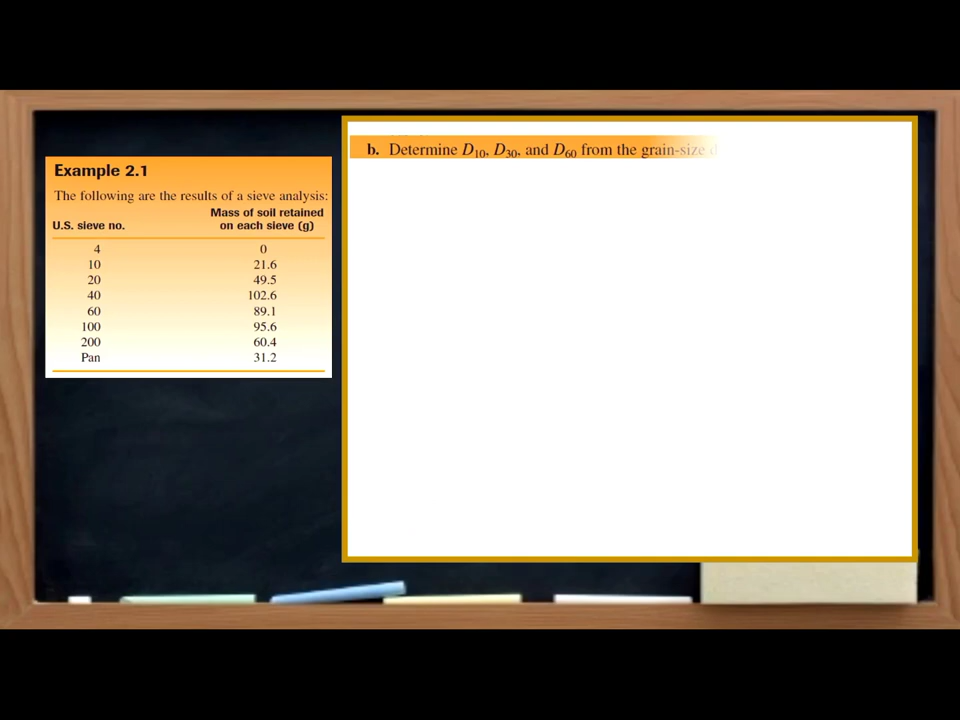 Example 2.1
The following are the results of a sieve analysis:
U.S. sieve no. Mass of soil retained on each sieve (g)
4 0
10 21.6
20 49.5
40 102.6
60 89.1
100 95.6
200 60.4
Pan 31.2
b. Determine D10, D30, and D60 from the grain-size